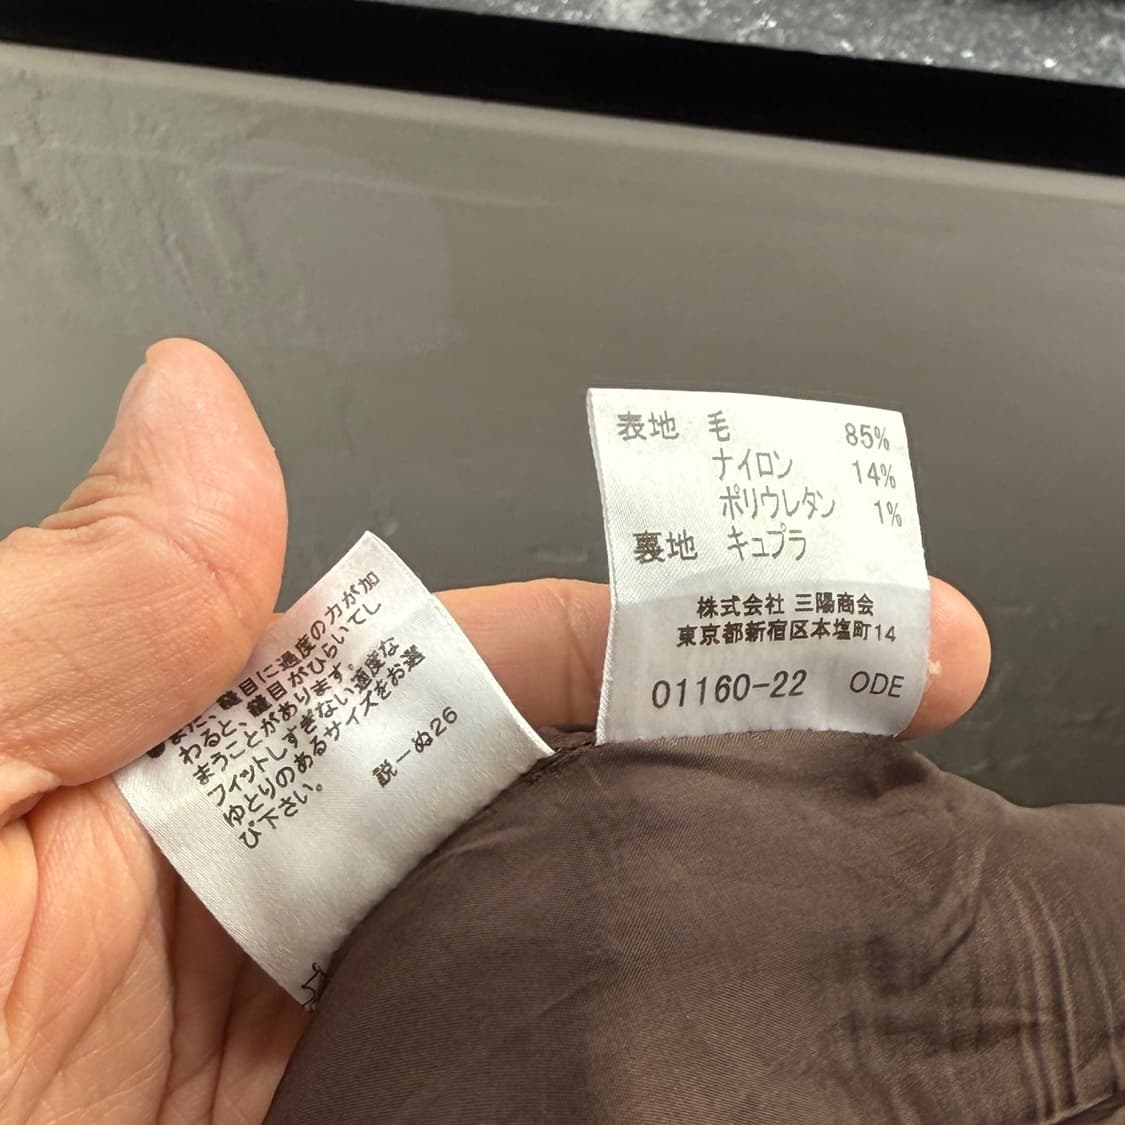 また、縫目に過度の力が加
わると、縫目がひらいてし
まうことがあります。
フィットしすぎない適度な
ゆとりのあるサイズをお選
び下さい。
説ーぬ26
表地 毛 85%
ナイロン 14%
ポリウレタン 1%
裏地 キュプラ
株式会社 三陽商会
東京都新宿区本塩町14
01160-22 ODE